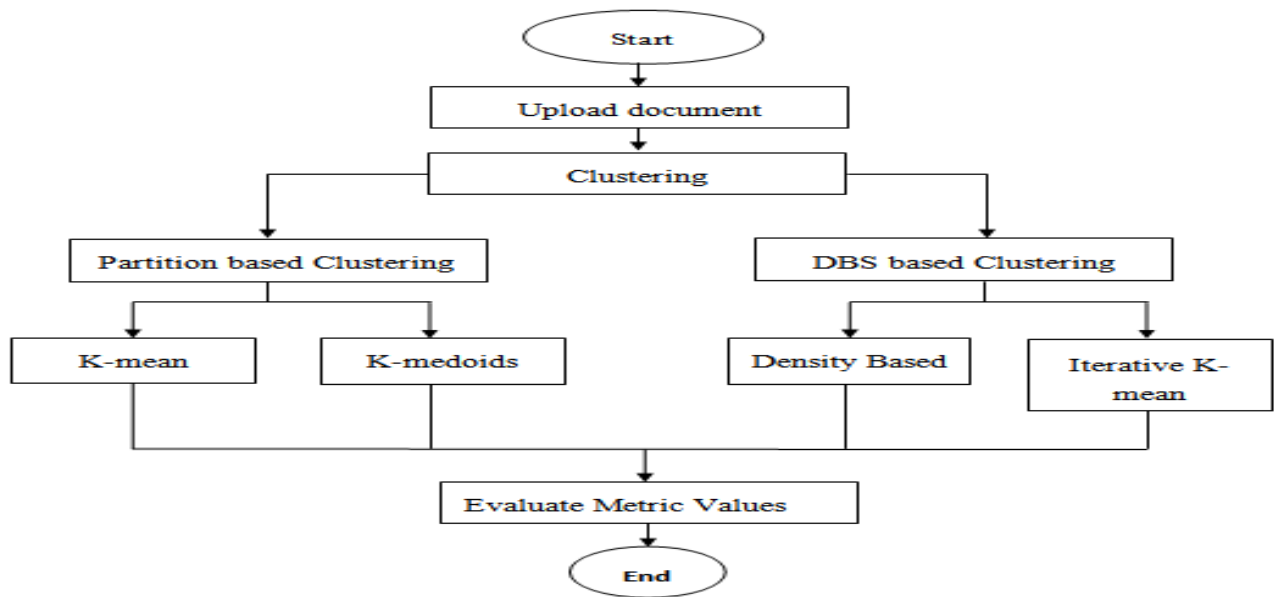 Start
Upload document
Clustering
Partition based Clustering
DBS based Clustering
K-mean
K-medoids
Density Based
Iterative K-
mean
Evaluate Metric Values
End